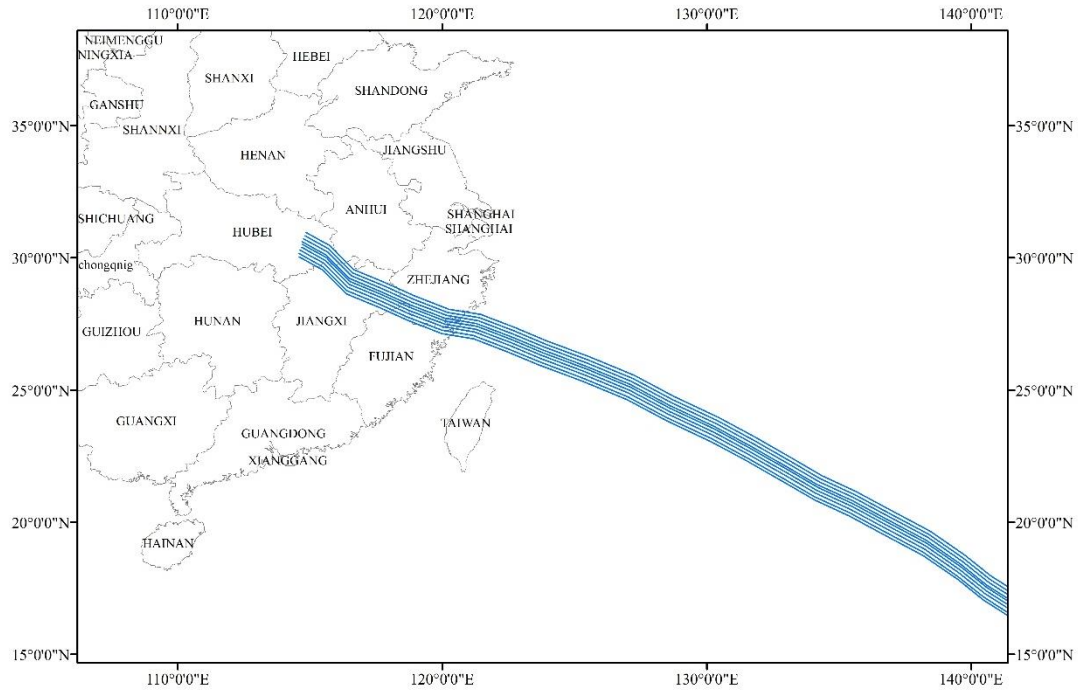 110°0'0"E 120°0'0"E 130°0'0"E 140°0'0"E
NEIMENGGU
NINGXIA
HEBEI
SHANXI
SHANDONG
GANSHU
35°0'0"N 35°0'0"N
SHANNXI
JIANGSHU
HENAN
ANHUI
SHANGHAI
SHICHUANG
SHANGHAI
HUBEI
30°0'0"N 30°0'0"N
chongqnig
ZHEJIANG
GUIZHOU
HUNAN
JIANGXI
FUJIAN
25°0'0"N 25°0'0"N
GUANGXI
TAIWAN
GUANGDONG
XIANGGANG
20°0'0"N 20°0'0"N
HAINAN
15°0'0"N 15°0'0"N
110°0'0"E 120°0'0"E 130°0'0"E 140°0'0"E